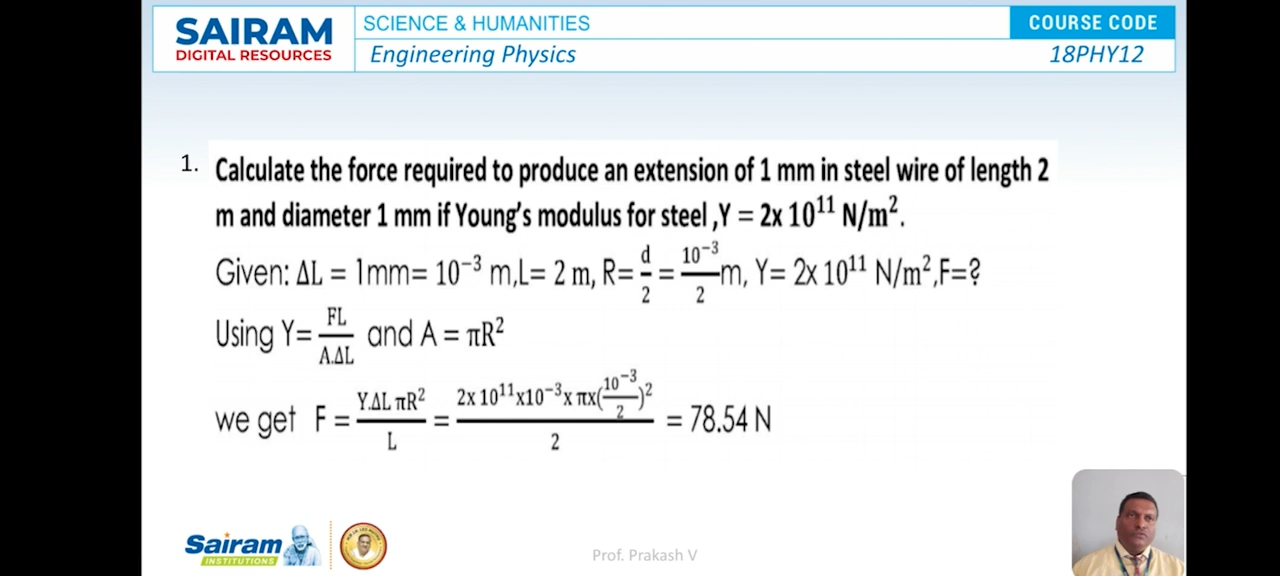 SAIRAM
DIGITAL RESOURCES
SCIENCE & HUMANITIES
Engineering Physics
COURSE CODE
18PHY12
1. Calculate the force required to produce an extension of 1 mm in steel wire of length 2
m and diameter 1 mm if Young's modulus for steel ,Y = 2x 10¹¹ N/m².
Given: ΔL = 1mm= 10⁻³ m,L= 2 m, R= d/2 = 10⁻³/2 m, Y= 2x 10¹¹ N/m²,F=?
Using Y= FL/A.ΔL and A = πR²
we get F = Y.ΔL πR²/L = 2x 10¹¹x10⁻³x πx(10⁻³/2)²/2 = 78.54 N
Sairam
INSTITUTIONS
Prof. Prakash V